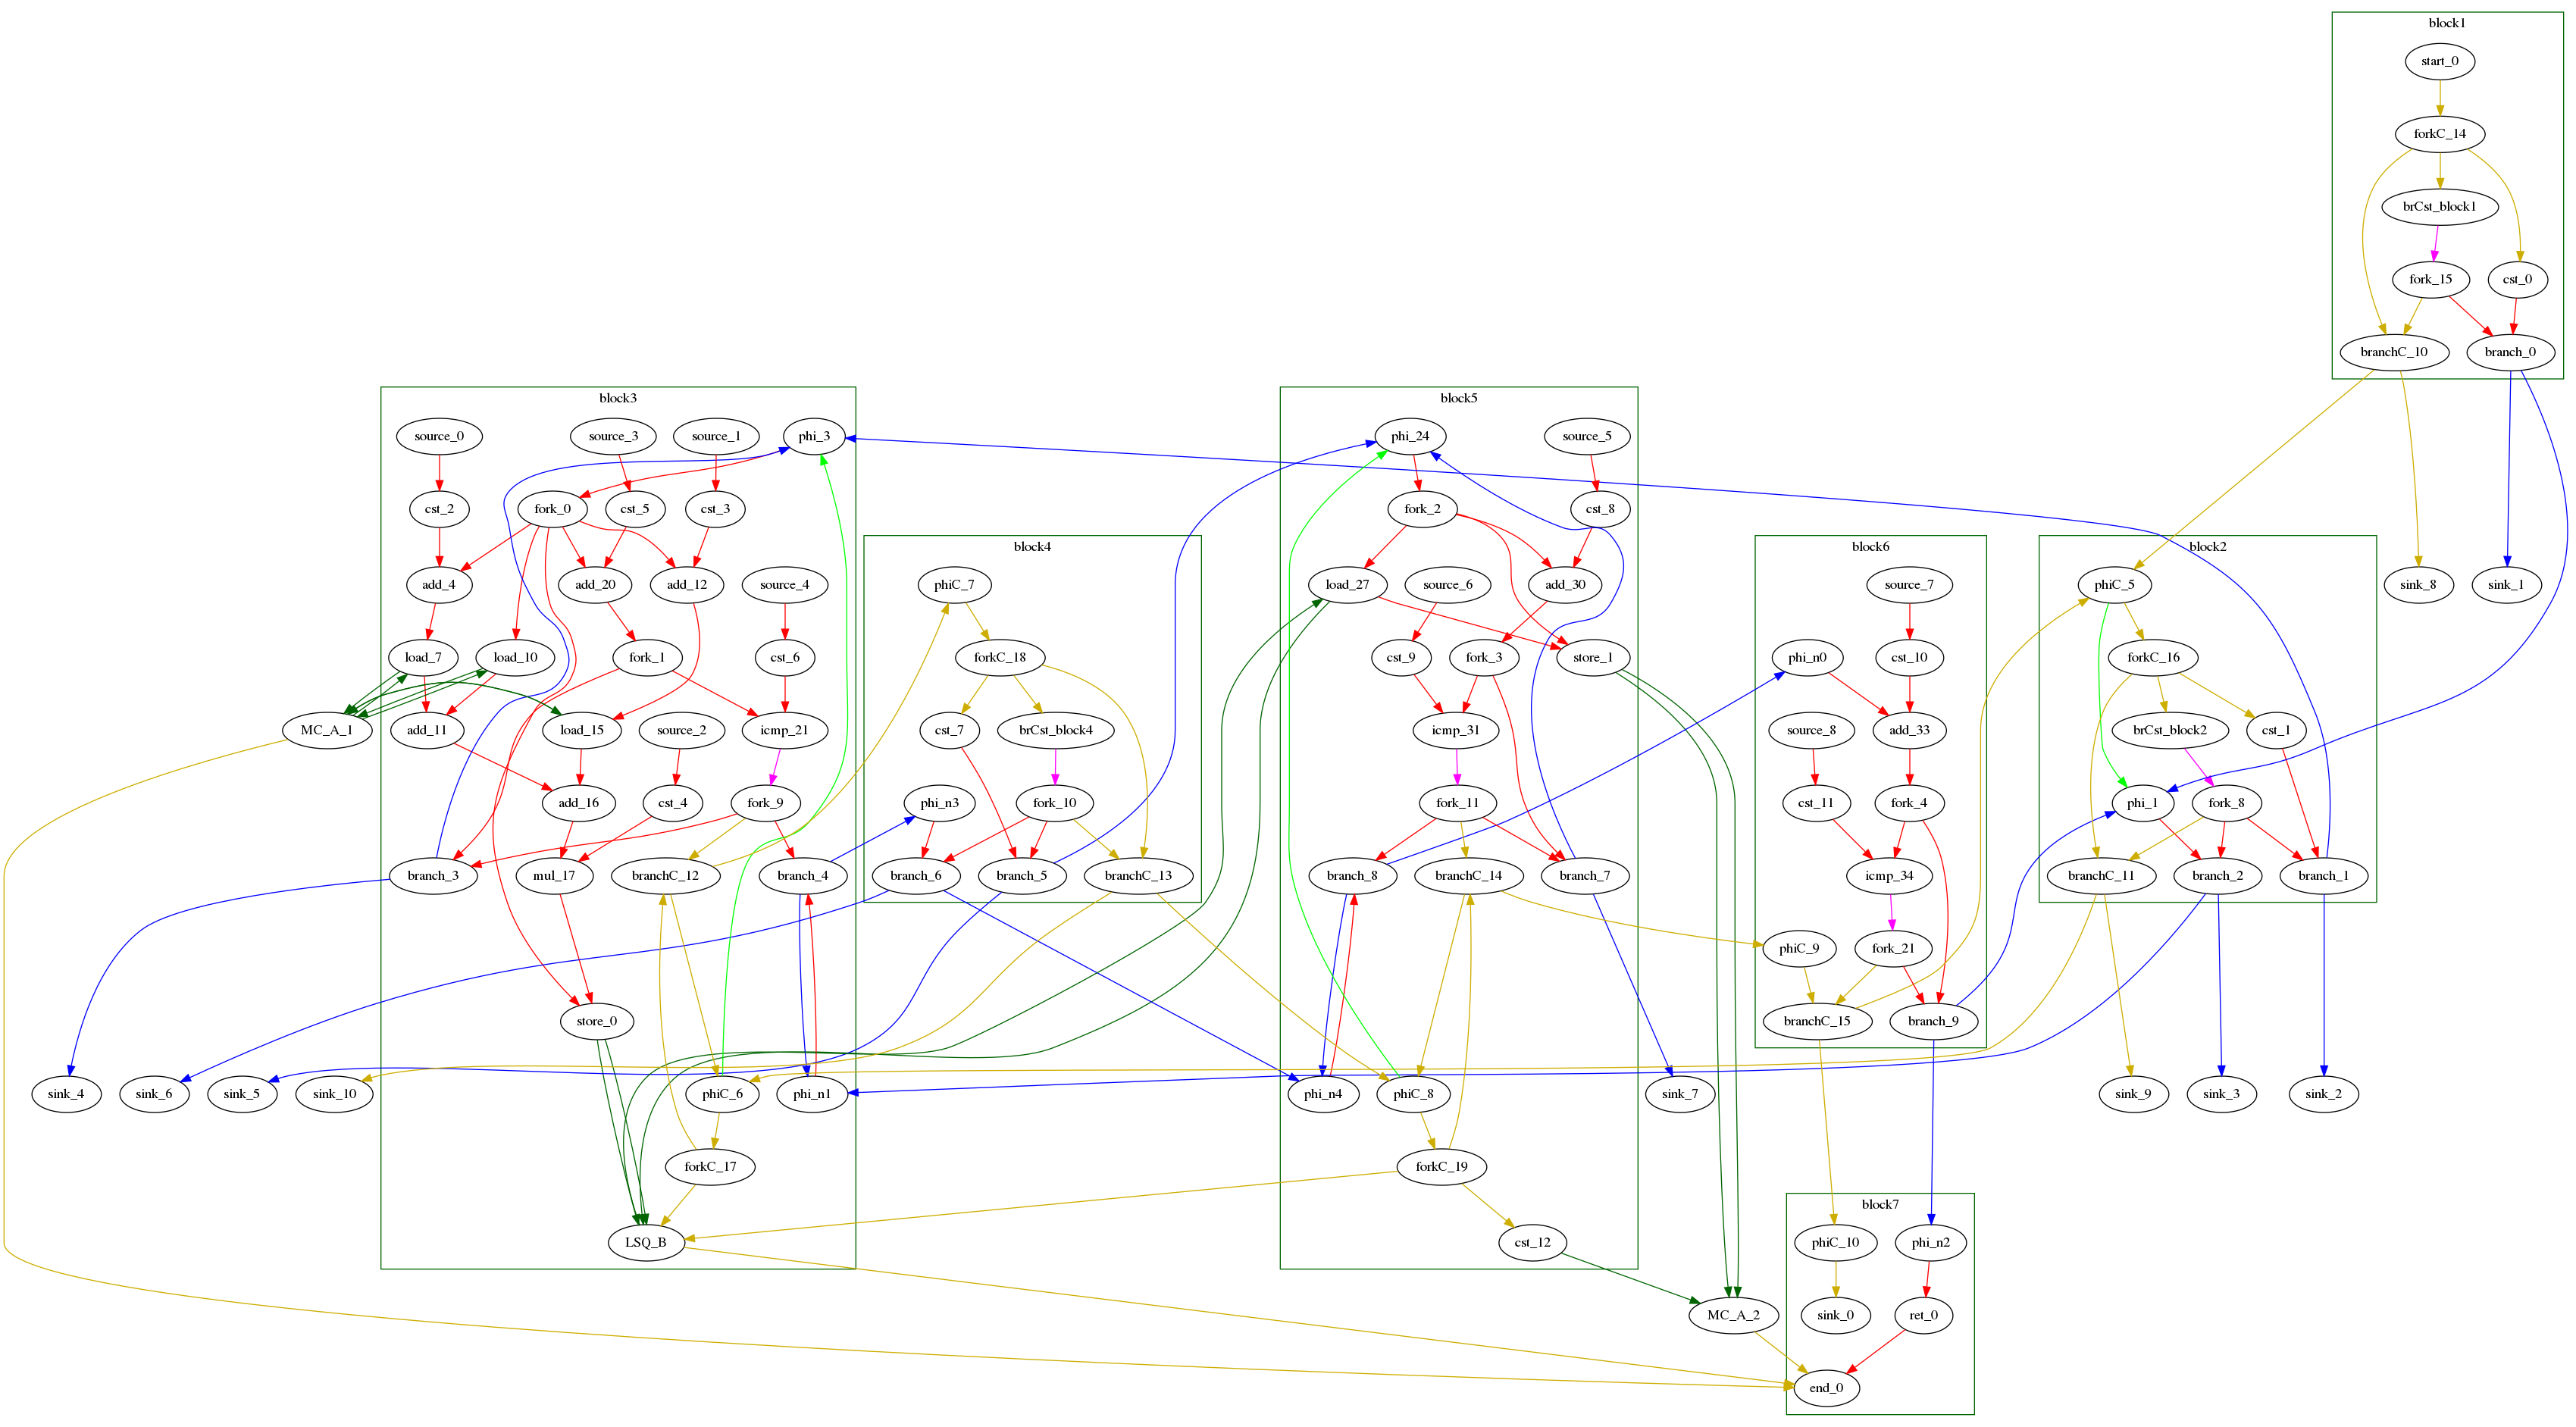 block1
start_0
forkC_14
brCst_block1
fork_15
cst_0
branchC_10
branch_0
block3
source_0
source_3
source_1
phi_3
cst_2
fork_0
cst_5
cst_3
add_4
add_20
add_12
source_4
load_7
load_10
fork_1
cst_6
MC_A_1
add_11
load_15
source_2
icmp_21
add_16
cst_4
fork_9
branch_3
mul_17
branchC_12
branch_4
store_0
phiC_6
phi_n1
forkC_17
LSQ_B
block4
phiC_7
forkC_18
cst_7
brCst_block4
phi_n3
fork_10
branch_6
branch_5
branchC_13
block5
phi_24
source_5
fork_2
cst_8
load_27
source_6
add_30
cst_9
fork_3
store_1
icmp_31
fork_11
branch_8
branchC_14
branch_7
phi_n4
phiC_8
forkC_19
cst_12
block6
source_7
phi_n0
cst_10
source_8
add_33
cst_11
fork_4
icmp_34
phiC_9
fork_21
branchC_15
branch_9
block2
phiC_5
forkC_16
brCst_block2
cst_1
phi_1
fork_8
branchC_11
branch_2
branch_1
sink_8
sink_1
sink_4
sink_6
sink_5
sink_10
sink_7
sink_9
sink_3
sink_2
block7
phiC_10
phi_n2
MC_A_2
sink_0
ret_0
end_0